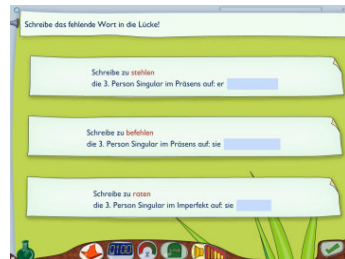 Schreibe das fehlende Wort in die Lücke!
Schreibe zu stehlen
die 3. Person Singular im Präsens auf: er
Schreibe zu befehlen
die 3. Person Singular im Präsens auf: sie
Schreibe zu raten
die 3. Person Singular im Imperfekt auf: sie